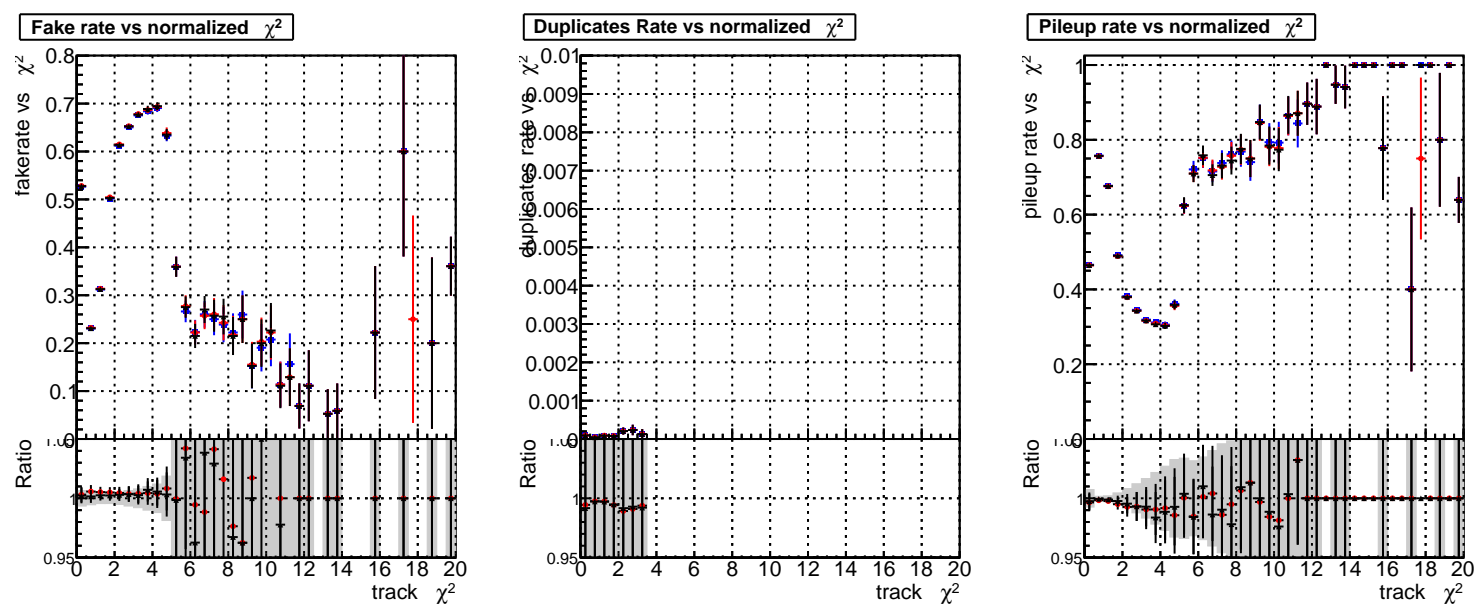 Fake rate vs normalized χ²
fakerate vs χ²
0.8
0.7
0.6
0.5
0.4
0.3
0.2
0.1
Ratio
1
0.95
0 2 4 6 8 10 12 14 16 18 20
track χ²
Duplicates Rate vs normalized χ²
duplicates rate vs χ²
0.01
0.009
0.008
0.007
0.006
0.005
0.004
0.003
0.002
0.001
Ratio
1
0.95
0 2 4 6 8 10 12 14 16 18 20
track χ²
Pileup rate vs normalized χ²
pileup rate vs χ²
1
0.8
0.6
0.4
0.2
Ratio
1
0.95
0 2 4 6 8 10 12 14 16 18 20
track χ²